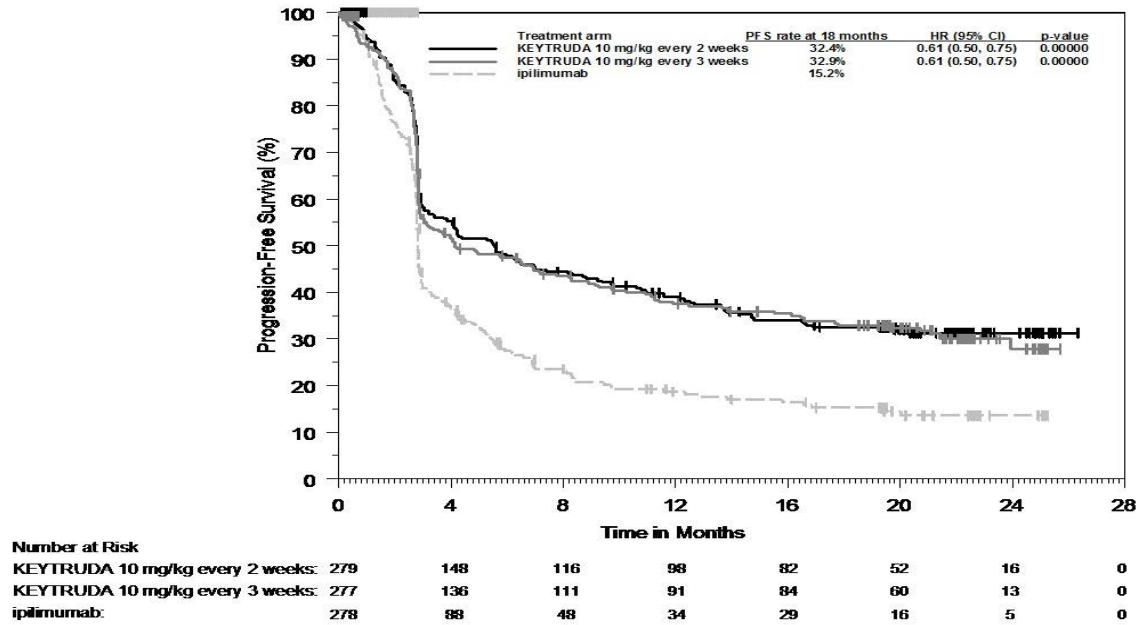 Treatment arm PFS rate at 18 months HR (95% CI) p-value
KEYTRUDA 10 mg/kg every 2 weeks 32.4% 0.61 (0.50, 0.75) 0.00000
KEYTRUDA 10 mg/kg every 3 weeks 32.9% 0.61 (0.50, 0.75) 0.00000
ipilimumab 15.2%
Progression-Free Survival (%)
100
90
80
70
60
50
40
30
20
10
0
0 4 8 12 16 20 24 28
Time in Months
Number at Risk
KEYTRUDA 10 mg/kg every 2 weeks: 279 148 116 98 82 52 16 0
KEYTRUDA 10 mg/kg every 3 weeks: 277 136 111 91 84 60 13 0
ipilimumab: 278 88 48 34 29 16 5 0